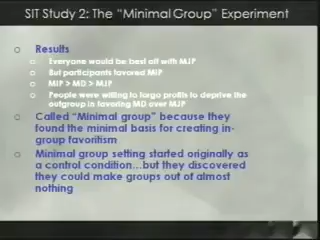 SIT Study 2: The "Minimal Group" Experiment
Results
Everyone would be best off with MJP
But participants favored MIP
MIP > MD > MJP
People were willing to forgo profits to deprive the
outgroup in favoring MD over MJP
Called "Minimal group" because they
found the minimal basis for creating in-
group favoritism
Minimal group setting started originally as
a control condition...but they discovered
they could make groups out of almost
nothing